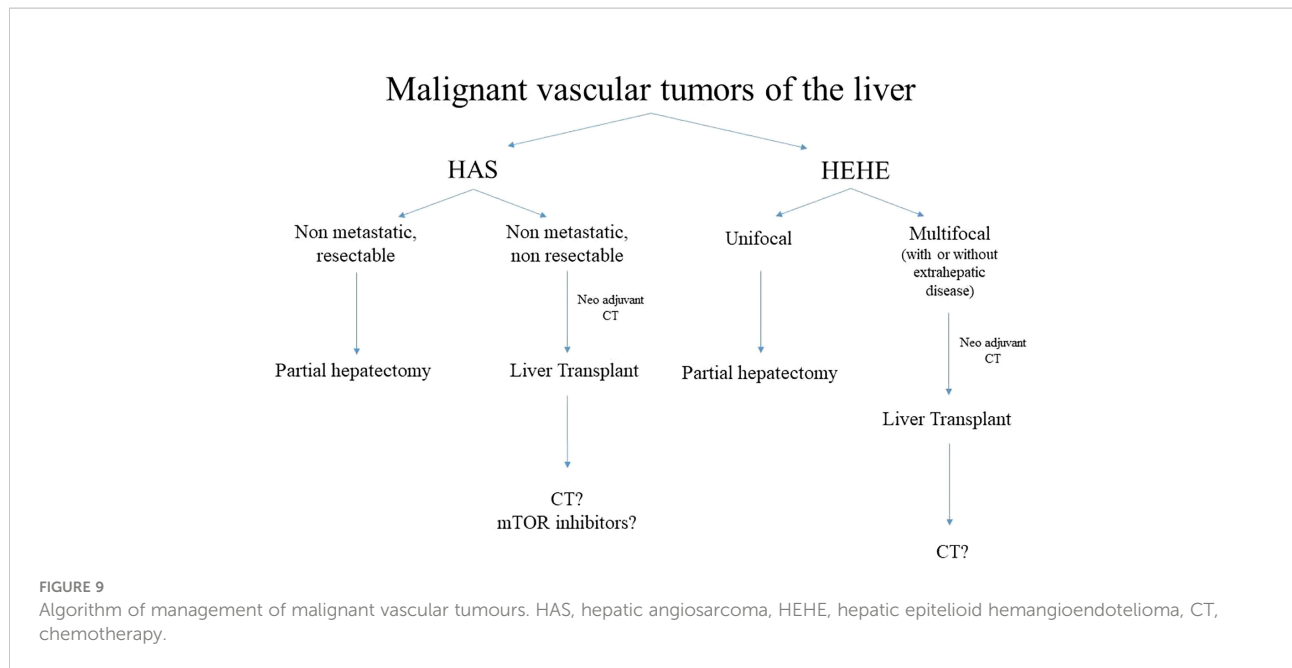 Malignant vascular tumors of the liver
HAS
HEHE
Non metastatic,
resectable
Non metastatic,
non resectable
Unifocal
Multifocal
(with or without
extrahepatic
disease)
Neo adjuvant
CT
Neo adjuvant
CT
Partial hepatectomy
Liver Transplant
Partial hepatectomy
Liver Transplant
CT?
mTOR inhibitors?
CT?
FIGURE 9
Algorithm of management of malignant vascular tumours. HAS, hepatic angiosarcoma, HEHE, hepatic epitelioid hemangioendotelioma, CT,
chemotherapy.